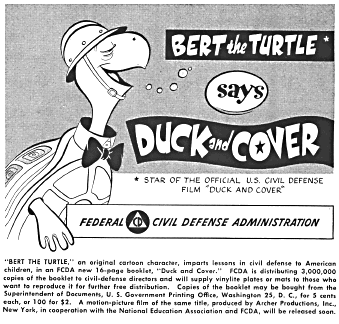 BERT the TURTLE *
says
DUCK and COVER
* STAR OF THE OFFICIAL U.S. CIVIL DEFENSE
FILM "DUCK AND COVER"
FEDERAL CD CIVIL DEFENSE ADMINISTRATION
"BERT THE TURTLE," an original cartoon character, imparts lessons in civil defense to American
children, in an FCDA new 16-page booklet, "Duck and Cover." FCDA is distributing 3,000,000
copies of the booklet to civil-defense directors and will supply vinylite plates or mats to those who
want to reproduce it for further free distribution. Copies of the booklet may be bought from the
Superintendent of Documents, U. S. Government Printing Office, Washington 25, D. C., for 5 cents
each, or 100 for $2. A motion-picture film of the same title, produced by Archer Productions, Inc.,
New York, in cooperation with the National Education Association and FCDA, will be released soon.